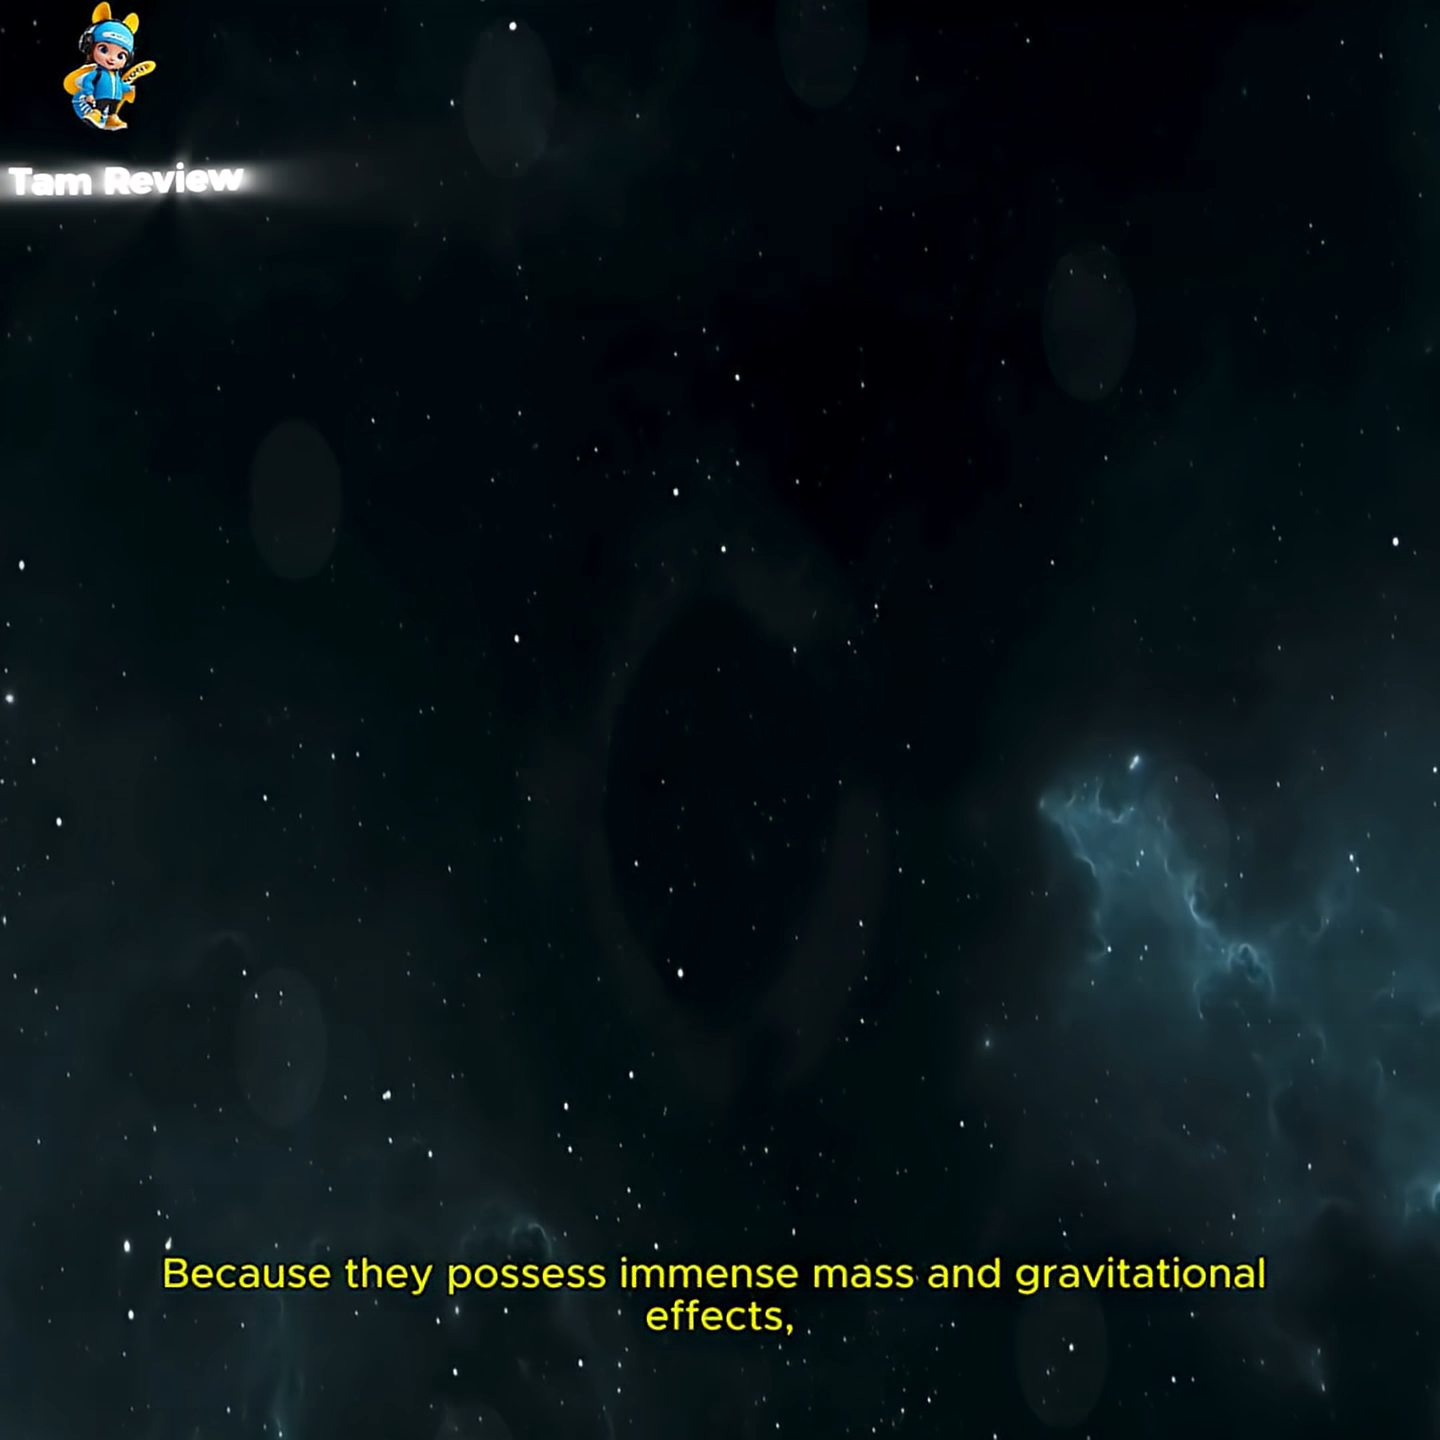 Tam Review
Because they possess immense mass and gravitational
effects,